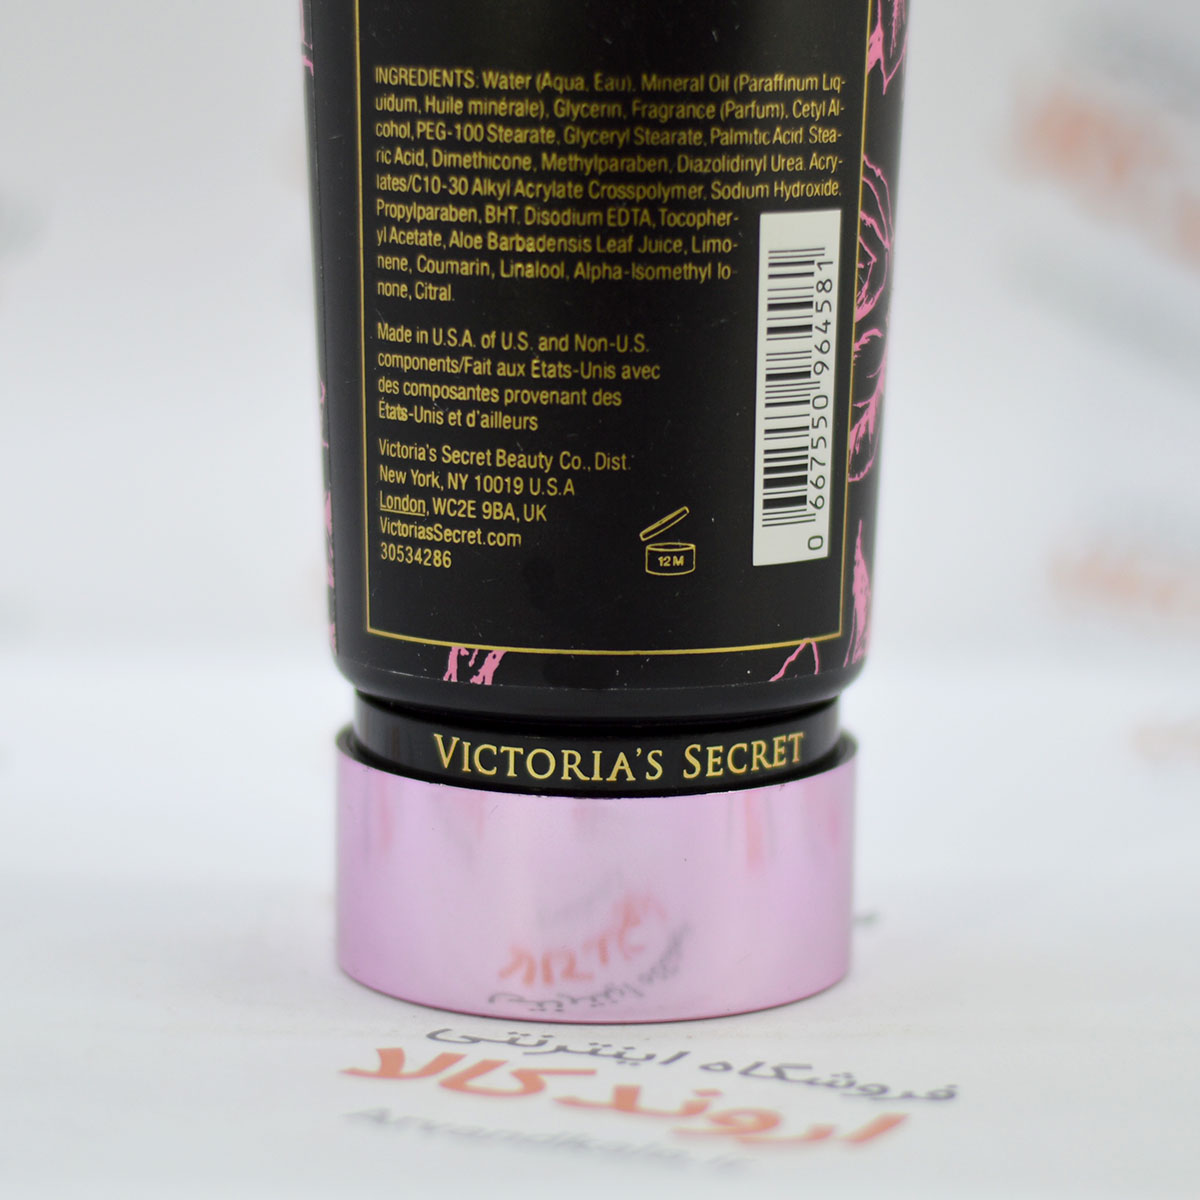 INGREDIENTS: Water (Aqua, Eau), Mineral Oil (Paraffinum Liq-
uidum, Huile minérale), Glycerin, Fragrance (Parfum), Cetyl Al-
cohol, PEG-100 Stearate, Glyceryl Stearate, Palmitic Acid, Stea-
ric Acid, Dimethicone, Methylparaben, Diazolidinyl Urea, Acry-
lates/C10-30 Alkyl Acrylate Crosspolymer, Sodium Hydroxide,
Propylparaben, BHT, Disodium EDTA, Tocopher-
yl Acetate, Aloe Barbadensis Leaf Juice, Limo-
nene, Coumarin, Linalool, Alpha-Isomethyl Io-
none, Citral.
Made in U.S.A. of U.S. and Non-U.S.
components/Fait aux États-Unis avec
des composantes provenant des
États-Unis et d'ailleurs
Victoria's Secret Beauty Co., Dist.
New York, NY 10019 U.S.A
London, WC2E 9BA, UK
VictoriasSecret.com
30534286
12M
0 667550 964581
VICTORIA'S SECRET
فروشگاه اینترنتی
اروند کالا
Arvandkala.ir